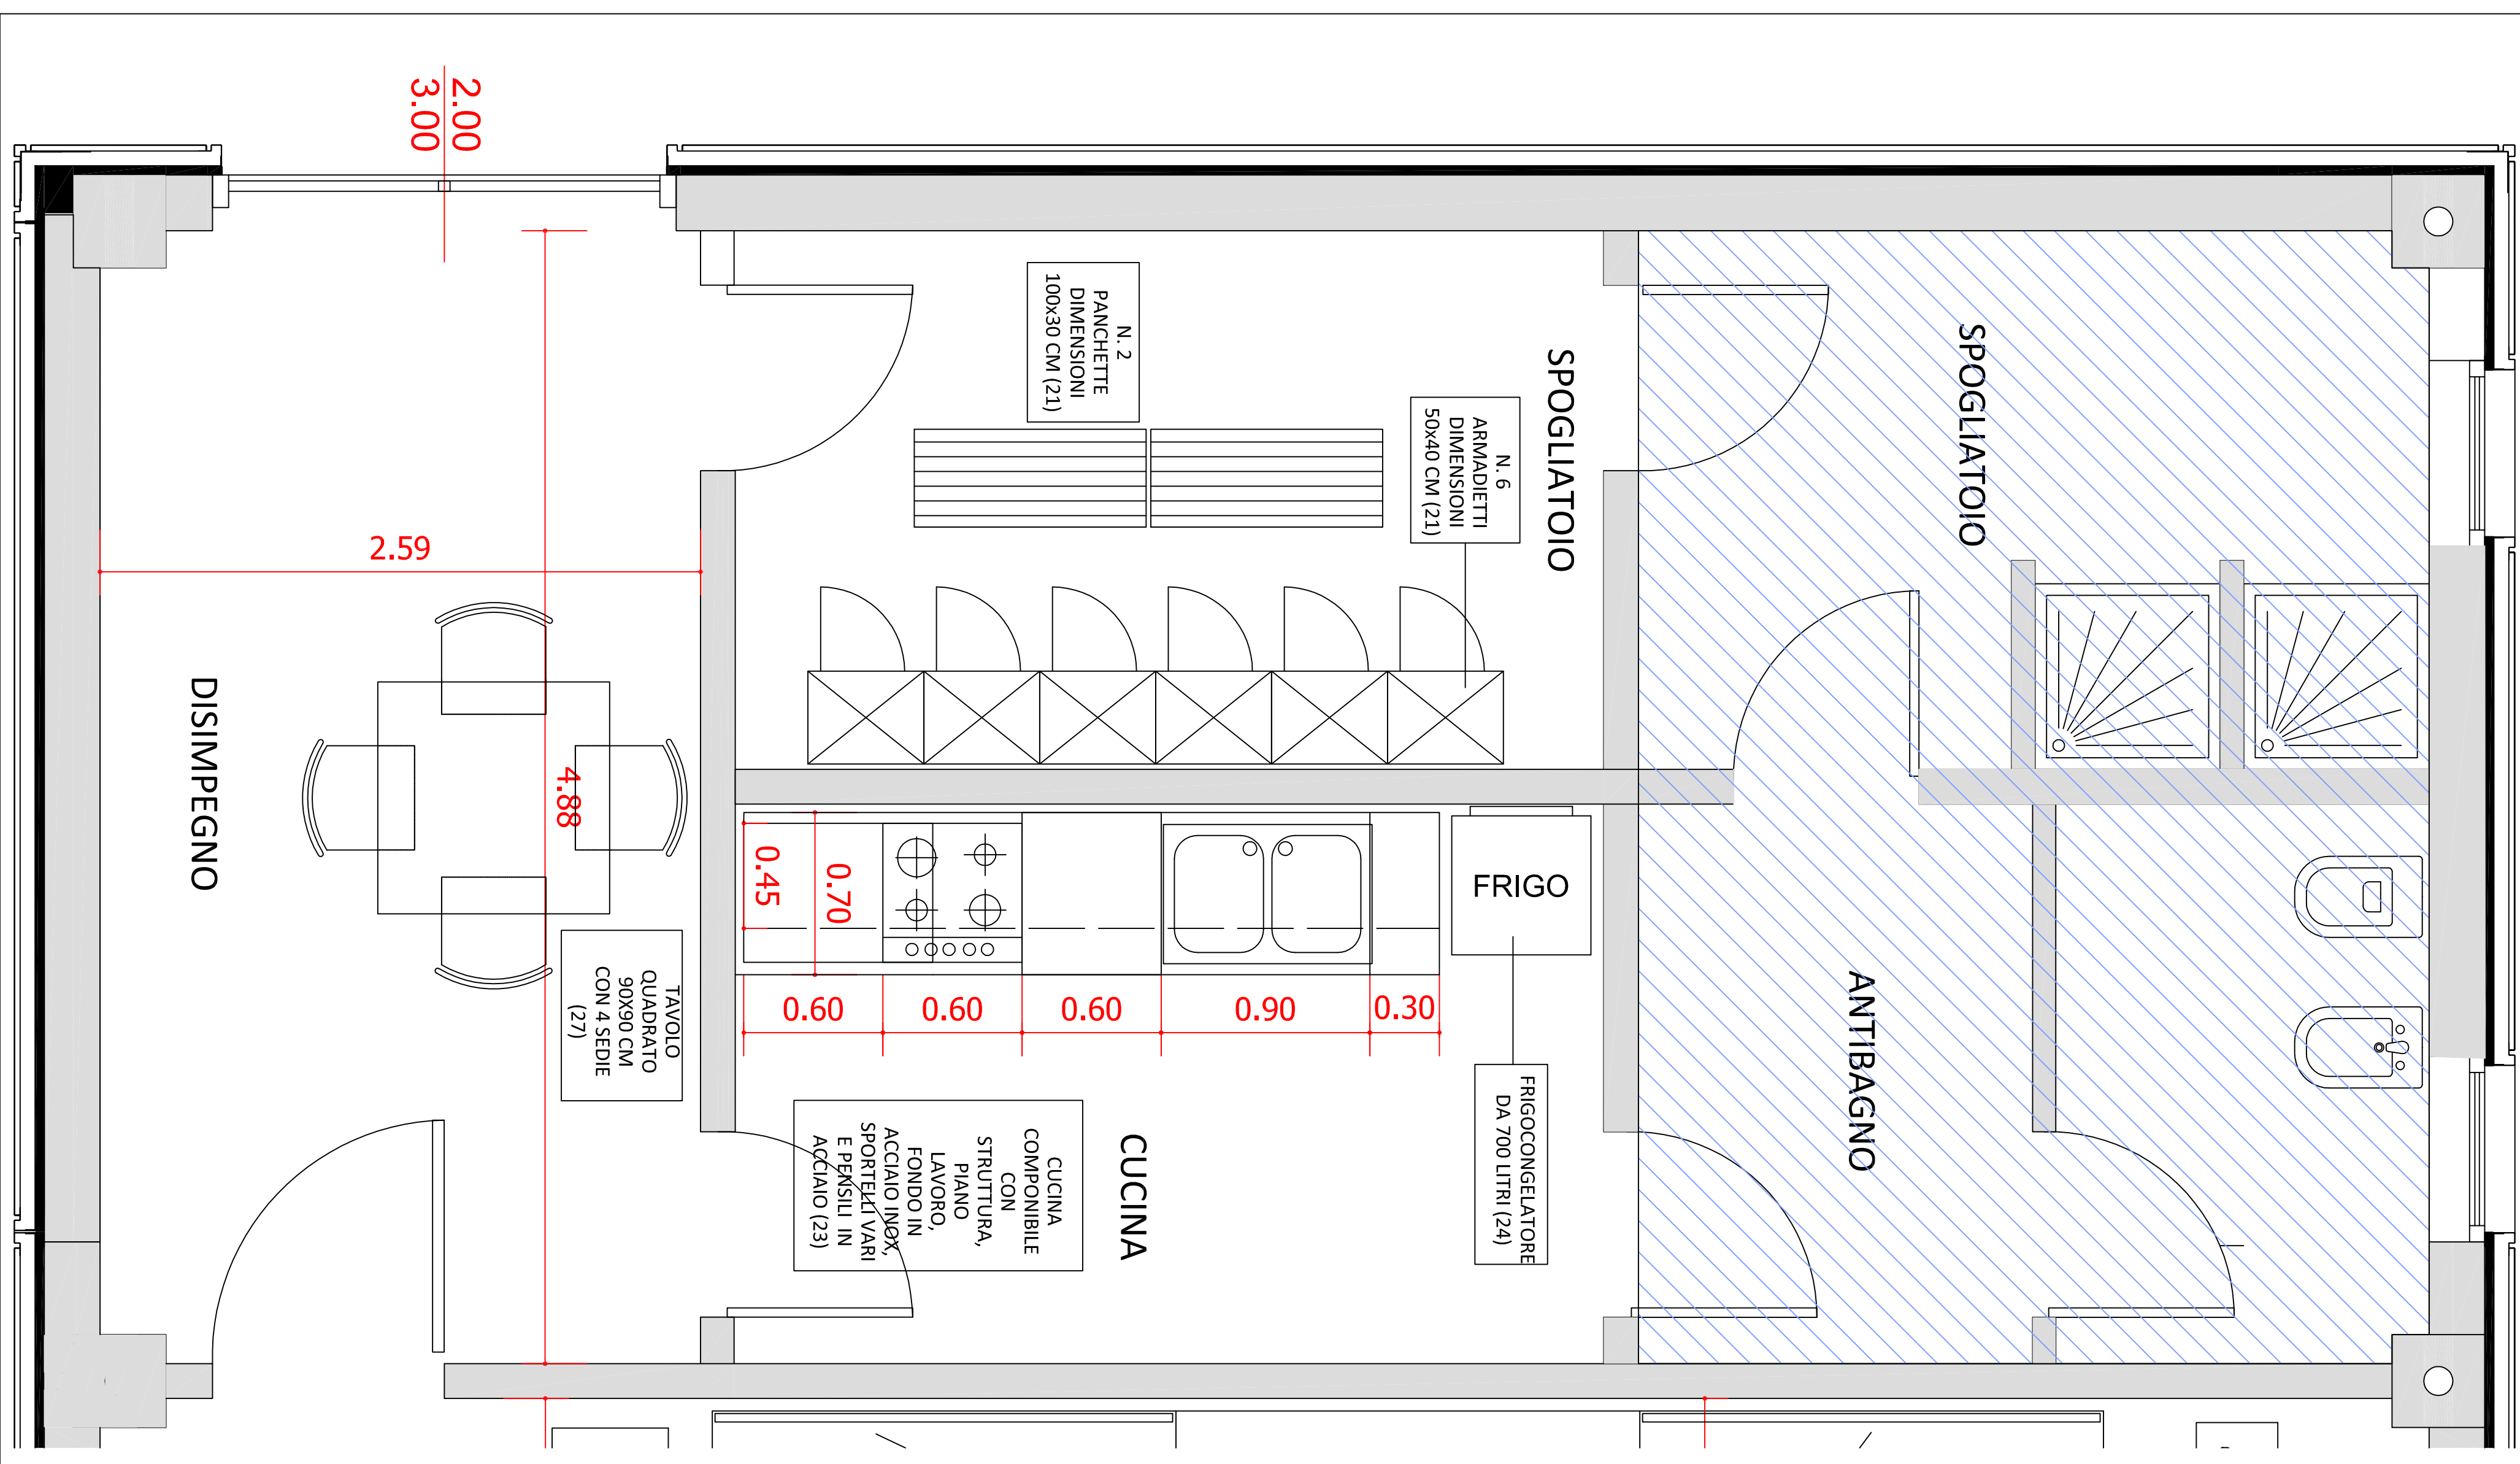 2.00
3.00
N. 2
PANCHETTE
DIMENSIONI
100x30 CM (21)
N. 6
ARMADIETTI
DIMENSIONI
50x40 CM (21)
SPOGLIATOIO
SPOGLIATOIO
2.59
4.88
DISIMPEGNO
TAVOLO
QUADRATO
90X90 CM
CON 4 SEDIE
(27)
0.45
0.70
0.60
0.60
0.60
0.90
0.30
FRIGO
FRIGOCONGELATORE
DA 700 LITRI (24)
CUCINA
COMPONIBILE
CON
STRUTTURA,
PIANO
LAVORO,
FONDO IN
ACCIAIO INOX,
SPORTELLI VARI
E PENSILI IN
ACCIAIO (23)
CUCINA
ANTIBAGNO